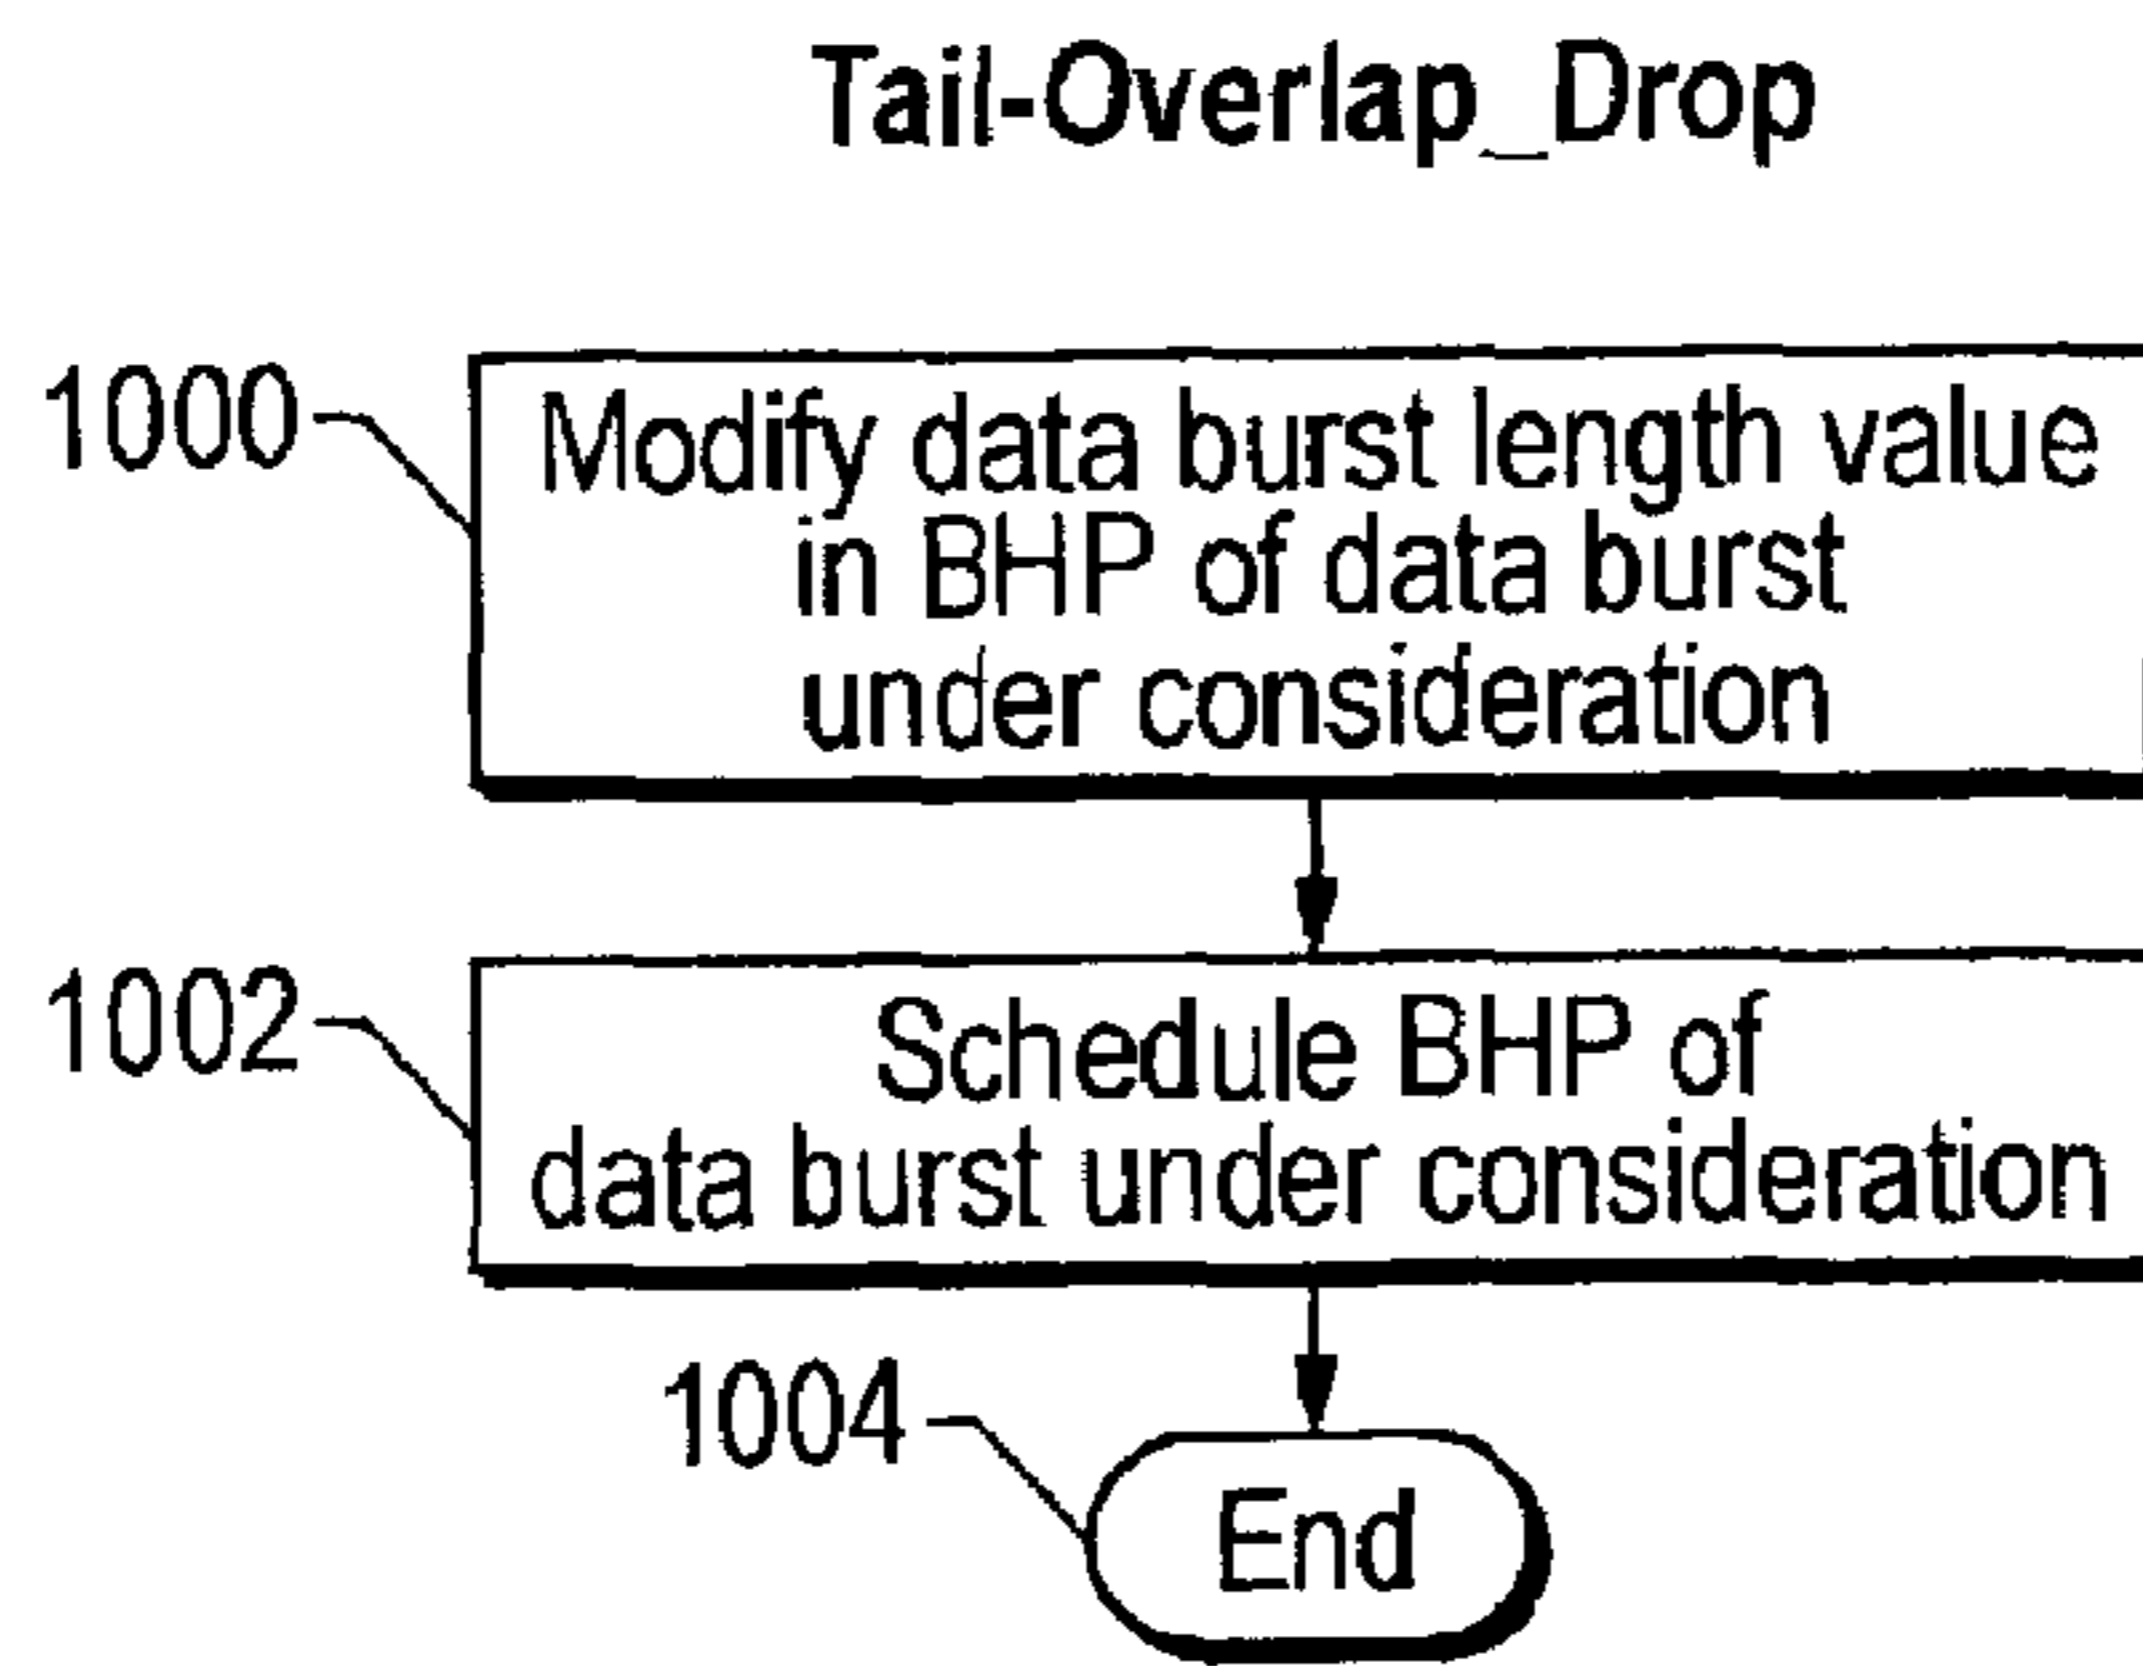 Tail-Overlap_Drop
1000
Modify data burst length value
in BHP of data burst
under consideration
1002
Schedule BHP of
data burst under consideration
1004
End